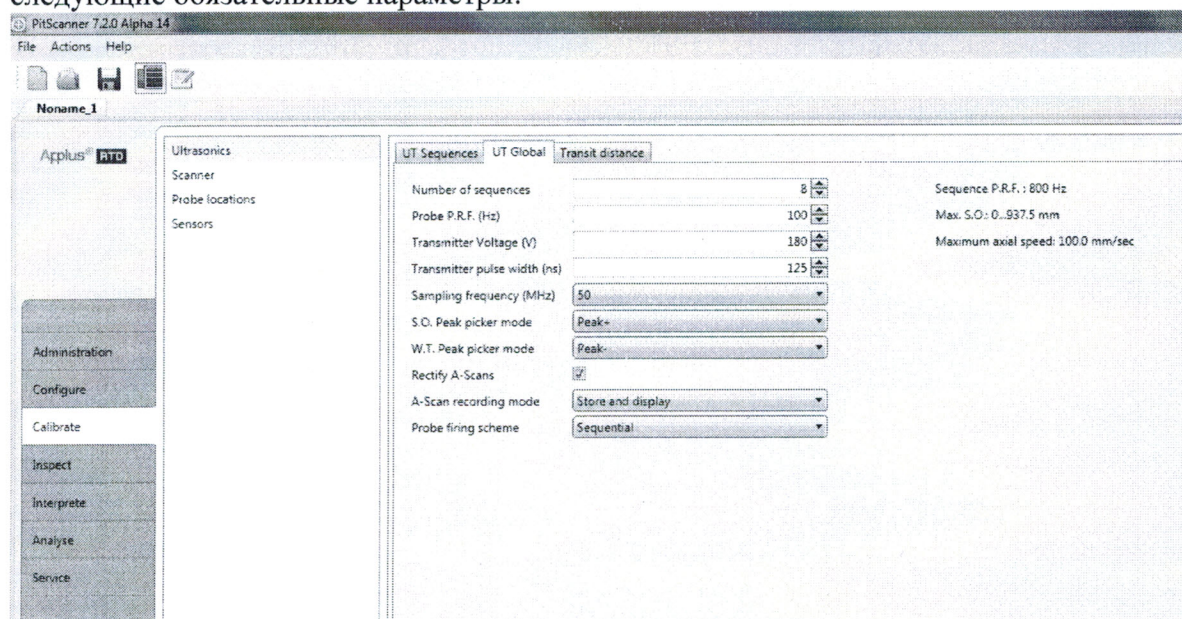 следующие обязательные параметры:
PitScanner 7.2.0 Alpha 14
File Actions Help
Noname_1
Applus® RTD
Ultrasonics
Scanner
Probe locations
Sensors
Administration
Configure
Calibrate
Inspect
Interprete
Analyse
Service
UT Sequences UT Global Transit distance
Number of sequences 8
Probe P.R.F. (Hz) 100
Transmitter Voltage (V) 180
Transmitter pulse width (ns) 125
Sampling frequency (MHz) 50
S.O. Peak picker mode Peak+
W.T. Peak picker mode Peak-
Rectify A-Scans
A-Scan recording mode Store and display
Probe firing scheme Sequential
Sequence P.R.F. : 800 Hz
Max. S.O.: 0..937.5 mm
Maximum axial speed: 100.0 mm/sec